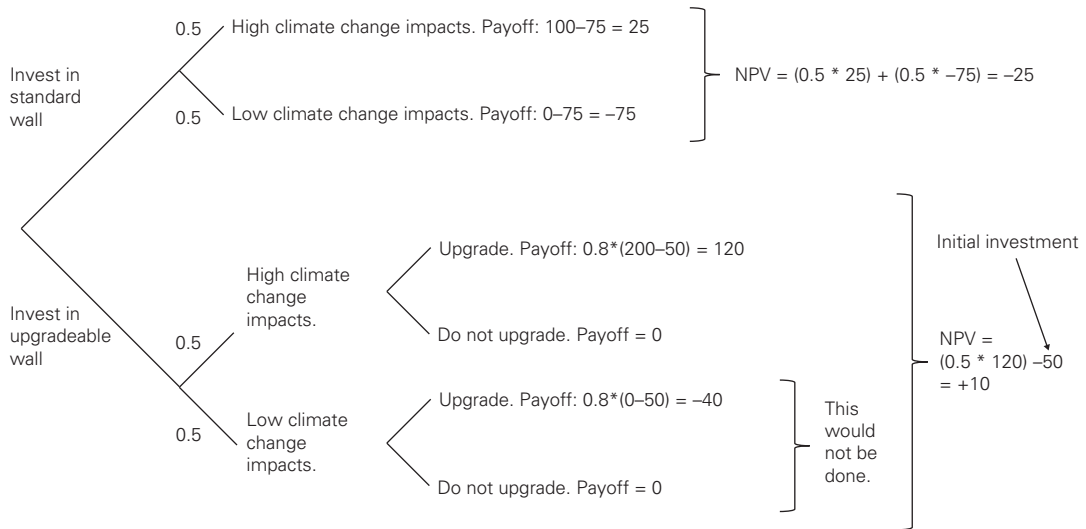 0.5
High climate change impacts. Payoff: 100–75 = 25
Invest in
standard
wall
NPV = (0.5 * 25) + (0.5 * –75) = –25
0.5
Low climate change impacts. Payoff: 0–75 = –75
Invest in
upgradeable
wall
0.5
High climate
change
impacts.
Upgrade. Payoff: 0.8*(200–50) = 120
Do not upgrade. Payoff = 0
0.5
Low climate
change
impacts.
Upgrade. Payoff: 0.8*(0–50) = –40
Do not upgrade. Payoff = 0
This
would
not be
done.
Initial investment
NPV =
(0.5 * 120) –50
= +10